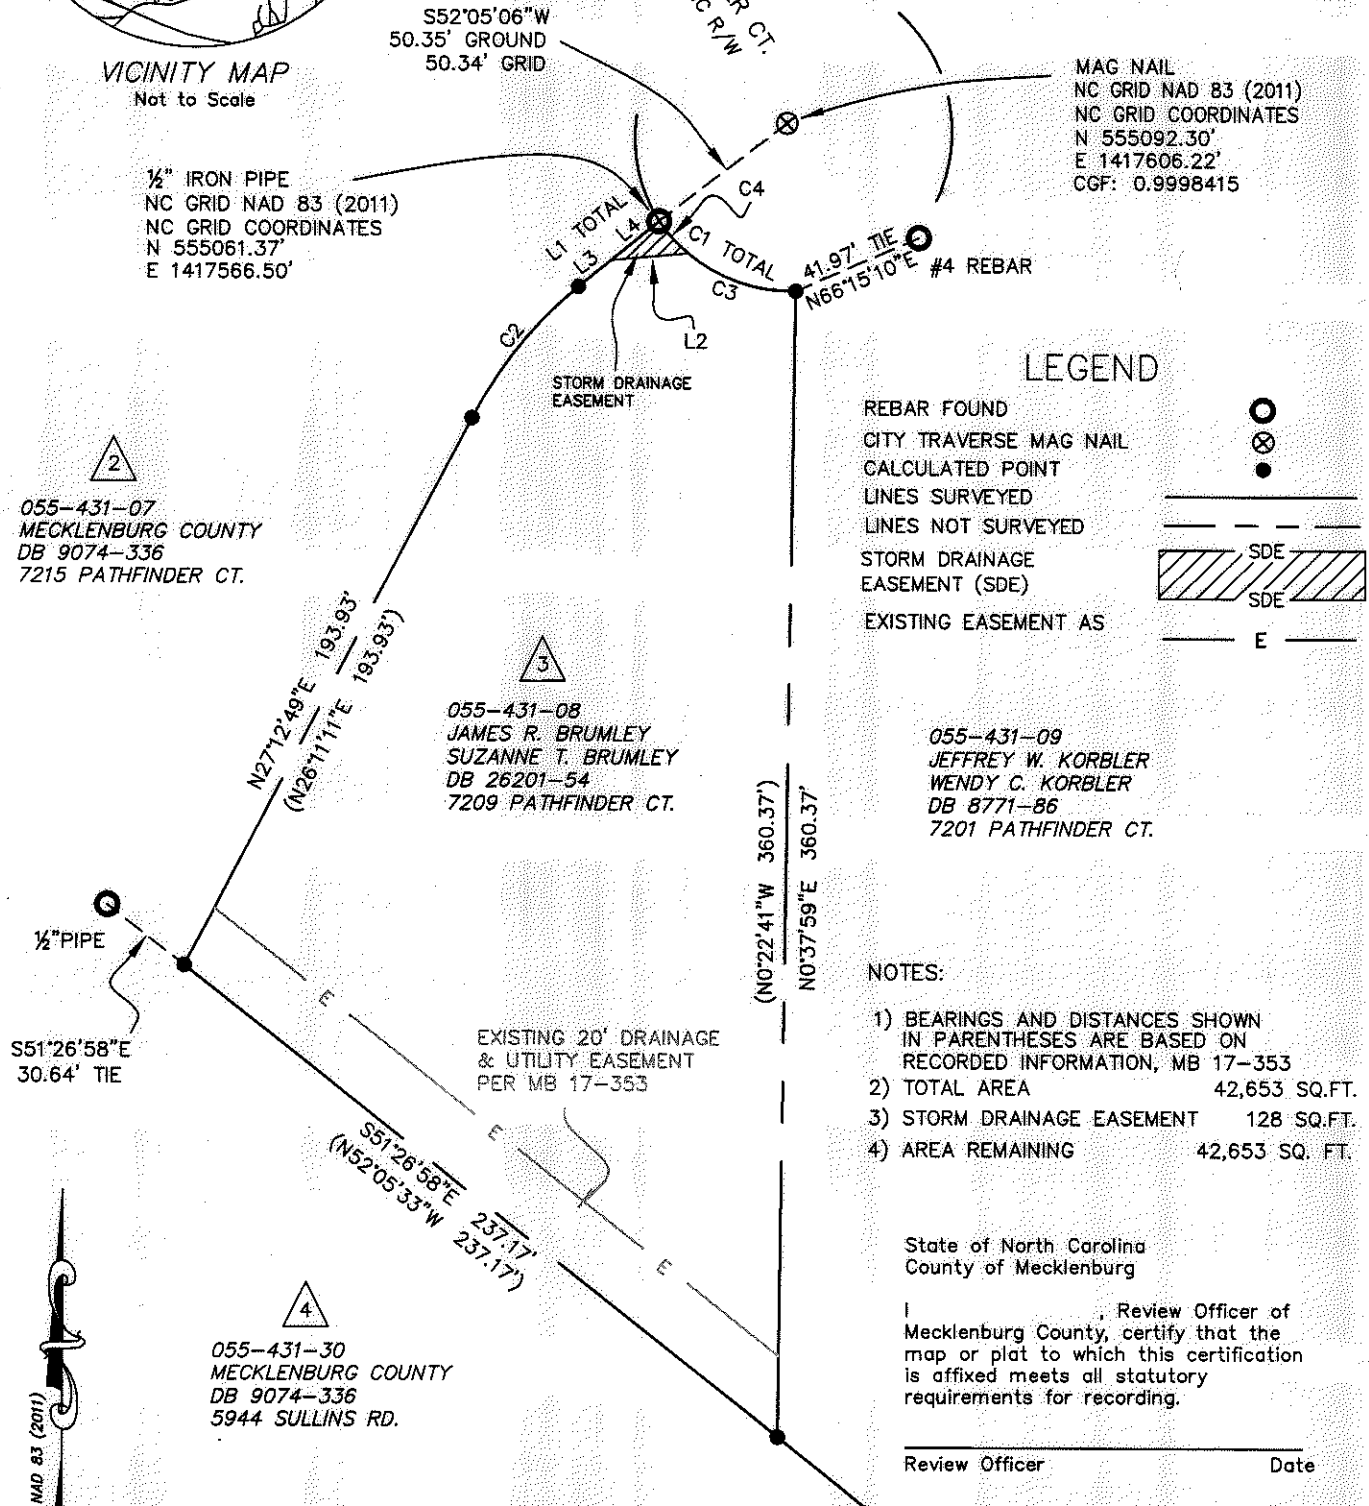 S52°05'06"W
50.35' GROUND
50.34' GRID
CT.
R/W
VICINITY MAP
Not to Scale
MAG NAIL
NC GRID NAD 83 (2011)
NC GRID COORDINATES
N 555092.30'
E 1417606.22'
CGF: 0.9998415
½" IRON PIPE
NC GRID NAD 83 (2011)
NC GRID COORDINATES
N 555061.37'
E 1417566.50'
L1 TOTAL
L3
L4
C4
C1 TOTAL
C3
41.97' TIE
N66°15'10"E
#4 REBAR
C2
L2
STORM DRAINAGE
EASEMENT
LEGEND
REBAR FOUND
CITY TRAVERSE MAG NAIL
CALCULATED POINT
LINES SURVEYED
LINES NOT SURVEYED
STORM DRAINAGE
EASEMENT (SDE)
SDE
SDE
EXISTING EASEMENT AS
E
2
055-431-07
MECKLENBURG COUNTY
DB 9074-336
7215 PATHFINDER CT.
N27°12'49"E 193.93'
(N26°11'11"E 193.93')
3
055-431-08
JAMES R. BRUMLEY
SUZANNE T. BRUMLEY
DB 26201-54
7209 PATHFINDER CT.
055-431-09
JEFFREY W. KORBLER
WENDY C. KORBLER
DB 8771-86
7201 PATHFINDER CT.
(N0°22'41"W 360.37')
N0°37'59"E 360.37'
½"PIPE
S51°26'58"E
30.64' TIE
E
EXISTING 20' DRAINAGE
& UTILITY EASEMENT
PER MB 17-353
E
E
S51°26'58"E 237.17'
(N52°05'33"W 237.17')
NOTES:
1) BEARINGS AND DISTANCES SHOWN
IN PARENTHESES ARE BASED ON
RECORDED INFORMATION, MB 17-353
2) TOTAL AREA 42,653 SQ.FT.
3) STORM DRAINAGE EASEMENT 128 SQ.FT.
4) AREA REMAINING 42,653 SQ. FT.
4
055-431-30
MECKLENBURG COUNTY
DB 9074-336
5944 SULLINS RD.
NAD 83 (2011)
State of North Carolina
County of Mecklenburg
I , Review Officer of
Mecklenburg County, certify that the
map or plat to which this certification
is affixed meets all statutory
requirements for recording.
Review Officer Date